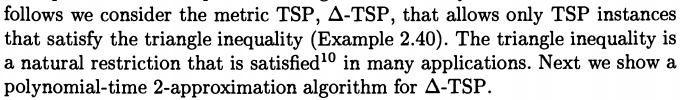 follows we consider the metric TSP, Δ-TSP, that allows only TSP instances
that satisfy the triangle inequality (Example 2.40). The triangle inequality is
a natural restriction that is satisfied¹⁰ in many applications. Next we show a
polynomial-time 2-approximation algorithm for Δ-TSP.